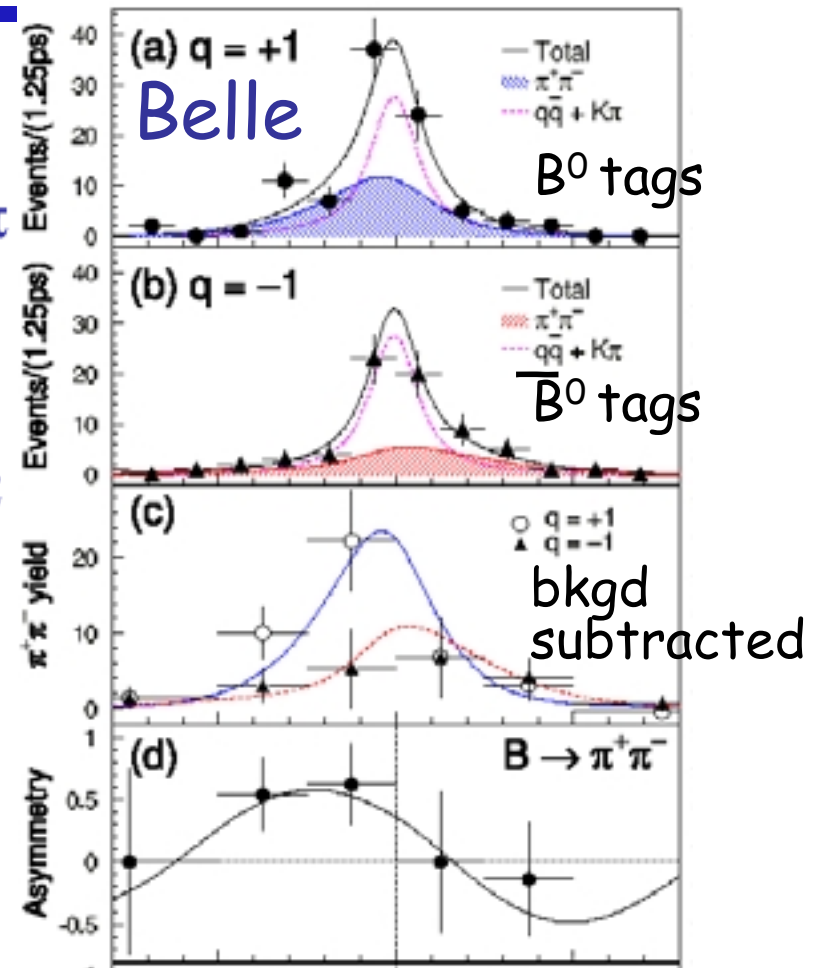 Events/(1.25ps)
40
30
20
10
0
(a) q = +1
Belle
Total
π⁺π⁻
qq̄ + Kπ
B⁰ tags
Events/(1.25ps)
40
30
20
10
0
(b) q = −1
Total
π⁺π⁻
qq̄ + Kπ
B̅⁰ tags
π⁺π⁻ yield
20
10
0
(c)
q = +1
q = −1
bkgd
subtracted
Asymmetry
1
0.5
0
-0.5
(d)
B → π⁺π⁻